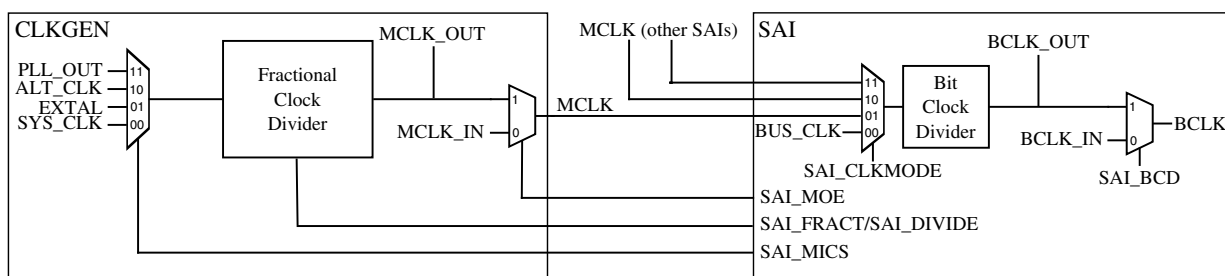 CLKGEN
MCLK_OUT
MCLK (other SAIs)
SAI
BCLK_OUT
PLL_OUT
ALT_CLK
EXTAL
SYS_CLK
11
10
01
00
Fractional
Clock
Divider
MCLK_IN
1
0
MCLK
BUS_CLK
11
10
01
00
Bit
Clock
Divider
BCLK_IN
1
0
BCLK
SAI_CLKMODE
SAI_BCD
SAI_MOE
SAI_FRACT/SAI_DIVIDE
SAI_MICS